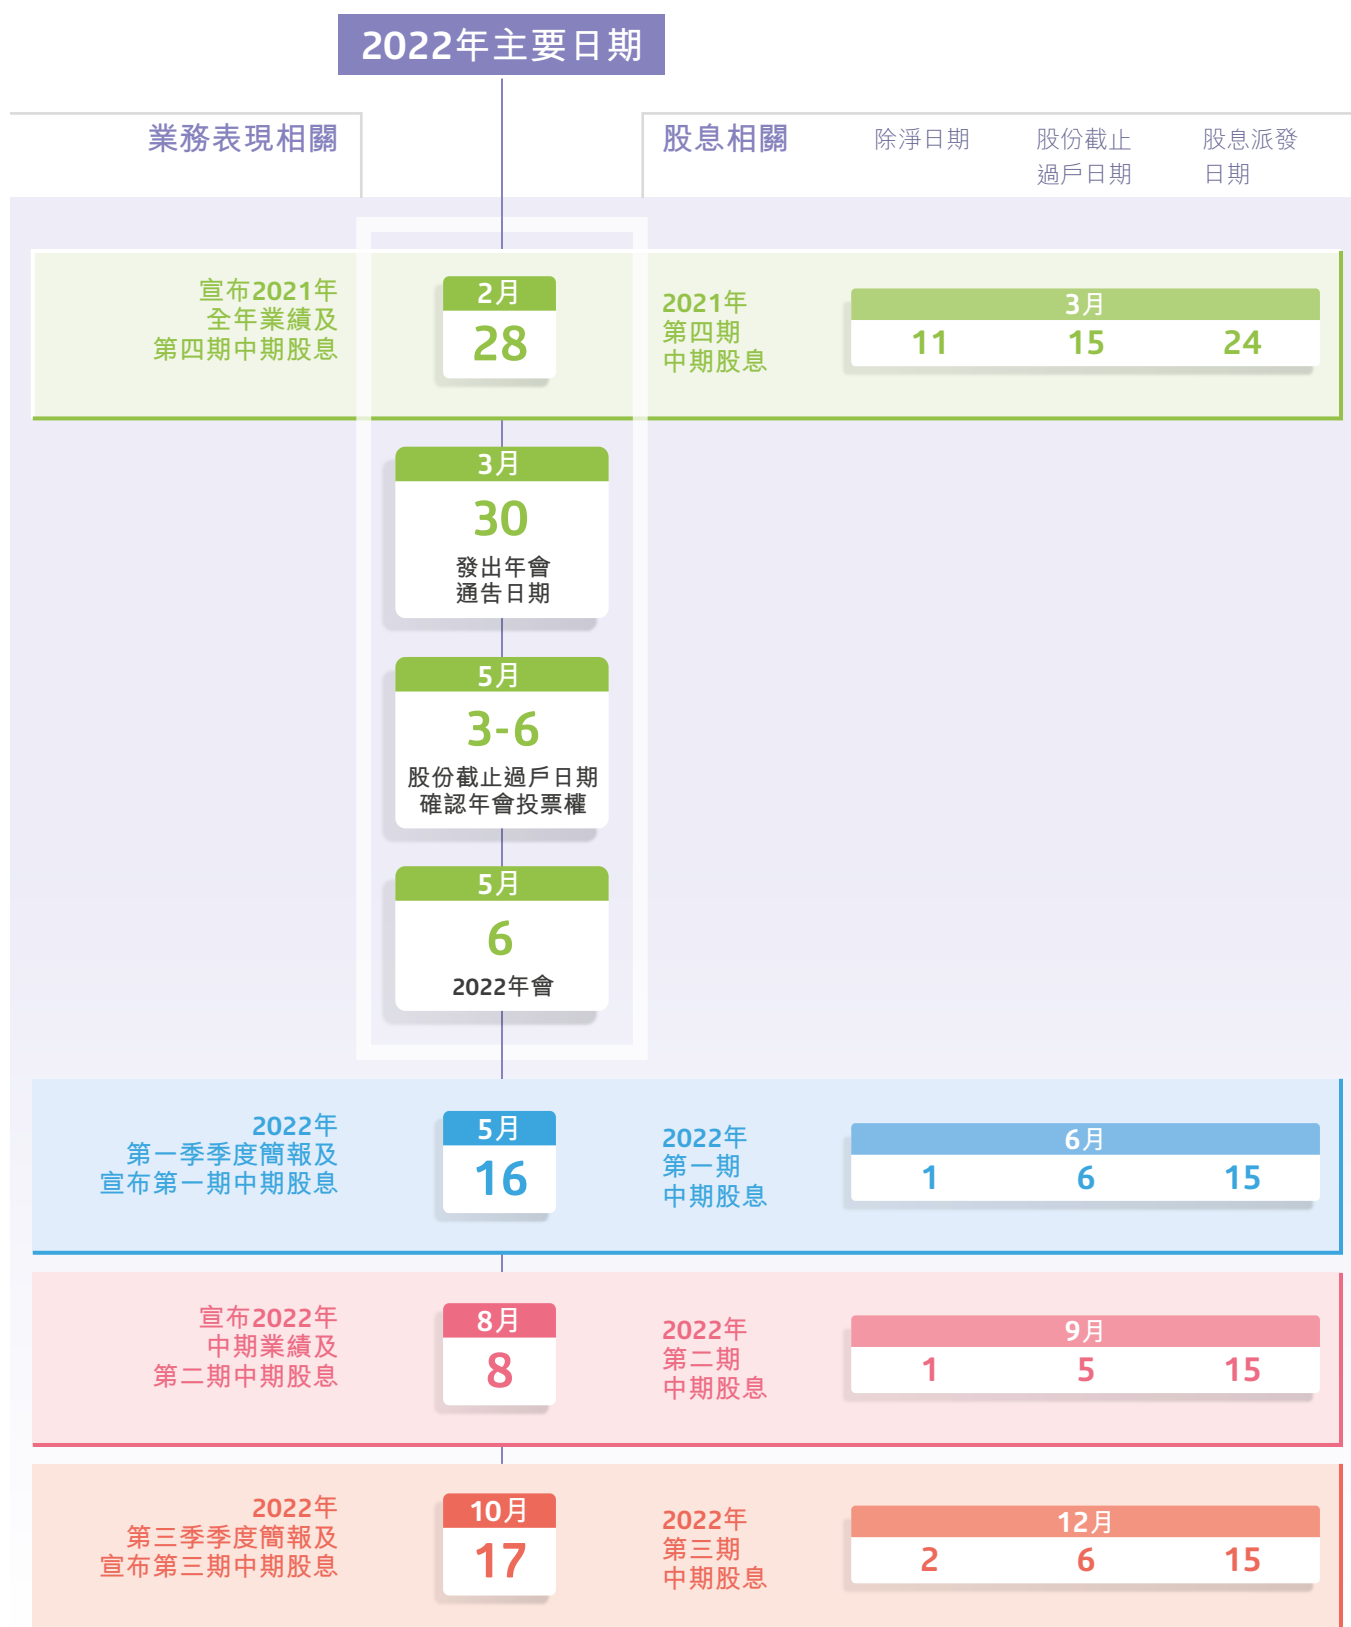 2022年主要日期
業務表現相關
股息相關
除淨日期
股份截止
過戶日期
股息派發
日期
宣布2021年
全年業績及
第四期中期股息
2月
28
2021年
第四期
中期股息
3月
11 15 24
3月
30
發出年會
通告日期
5月
3-6
股份截止過戶日期
確認年會投票權
5月
6
2022年會
2022年
第一季季度簡報及
宣布第一期中期股息
5月
16
2022年
第一期
中期股息
6月
1 6 15
宣布2022年
中期業績及
第二期中期股息
8月
8
2022年
第二期
中期股息
9月
1 5 15
2022年
第三季季度簡報及
宣布第三期中期股息
10月
17
2022年
第三期
中期股息
12月
2 6 15